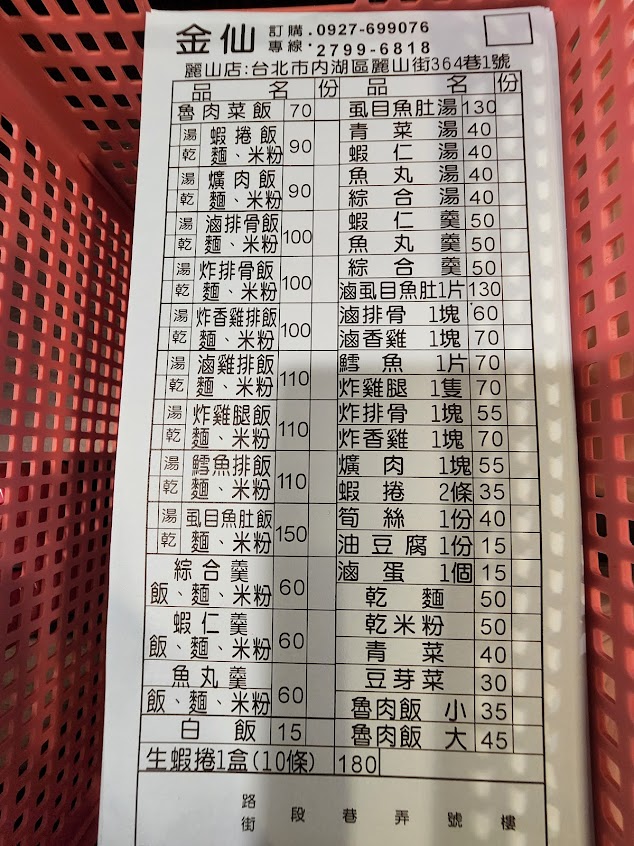 金仙 訂購專線:0927-699076
2799-6818
麗山店:台北市內湖區麗山街364巷1號
品 名 份 品 名 份
魯肉菜飯 70
湯 乾 蝦捲飯 麵、米粉 90
湯 乾 爌肉飯 麵、米粉 90
湯 乾 滷排骨飯 麵、米粉 100
湯 乾 炸排骨飯 麵、米粉 100
湯 乾 炸香雞排飯 麵、米粉 100
湯 乾 滷雞排飯 麵、米粉 110
湯 乾 炸雞腿飯 麵、米粉 110
湯 乾 鱈魚排飯 麵、米粉 110
湯 乾 虱目魚肚飯 麵、米粉 150
綜合羹 飯、麵、米粉 60
蝦仁羹 飯、麵、米粉 60
魚丸羹 飯、麵、米粉 60
白飯 15
生蝦捲1盒(10條) 180
虱目魚肚湯 130
青菜湯 40
蝦仁湯 40
魚丸湯 40
綜合湯 40
蝦仁羹 50
魚丸羹 50
綜合羹 50
滷虱目魚肚1片 130
滷排骨 1塊 60
滷香雞 1塊 70
鱈魚 1片 70
炸雞腿 1隻 70
炸排骨 1塊 55
炸香雞 1塊 70
爌肉 1塊 55
蝦捲 2條 35
筍絲 1份 40
油豆腐 1份 15
滷蛋 1個 15
乾麵 50
乾米粉 50
青菜 40
豆芽菜 30
魯肉飯 小 35
魯肉飯 大 45
路街 段 巷 弄 號 樓